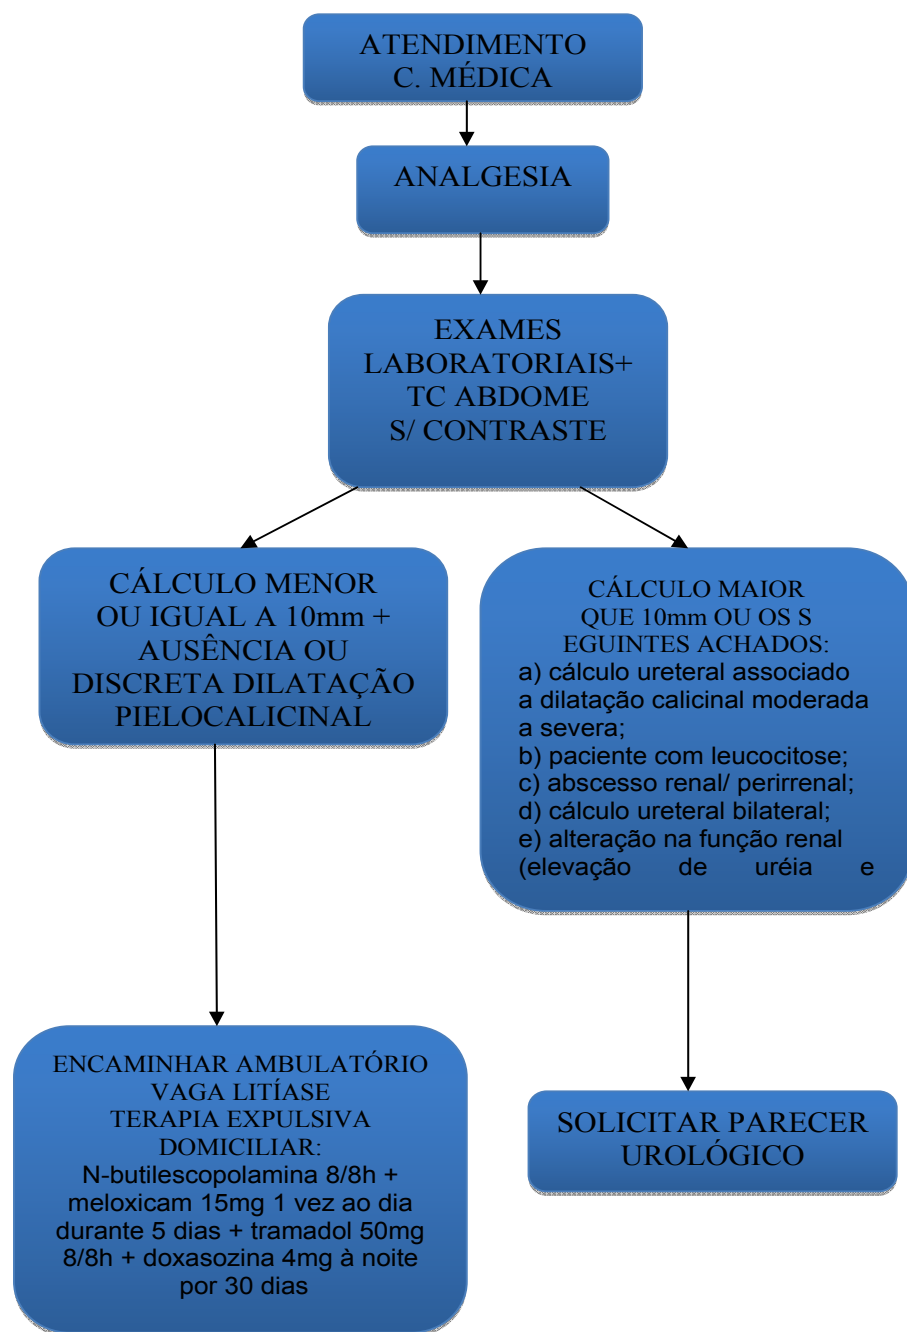 ATENDIMENTO
C. MÉDICA
ANALGESIA
EXAMES
LABORATORIAIS+
TC ABDOME
S/ CONTRASTE
CÁLCULO MENOR
OU IGUAL A 10mm +
AUSÊNCIA OU
DISCRETA DILATAÇÃO
PIELOCALICINAL
CÁLCULO MAIOR
QUE 10mm OU OS S
EGUINTES ACHADOS:
a) cálculo ureteral associado
a dilatação calicinal moderada
a severa;
b) paciente com leucocitose;
c) abscesso renal/ perirrenal;
d) cálculo ureteral bilateral;
e) alteração na função renal
(elevação de uréia e
ENCAMINHAR AMBULATÓRIO
VAGA LITÍASE
TERAPIA EXPULSIVA
DOMICILIAR:
N-butilescopolamina 8/8h +
meloxicam 15mg 1 vez ao dia
durante 5 dias + tramadol 50mg
8/8h + doxasozina 4mg à noite
por 30 dias
SOLICITAR PARECER
UROLÓGICO